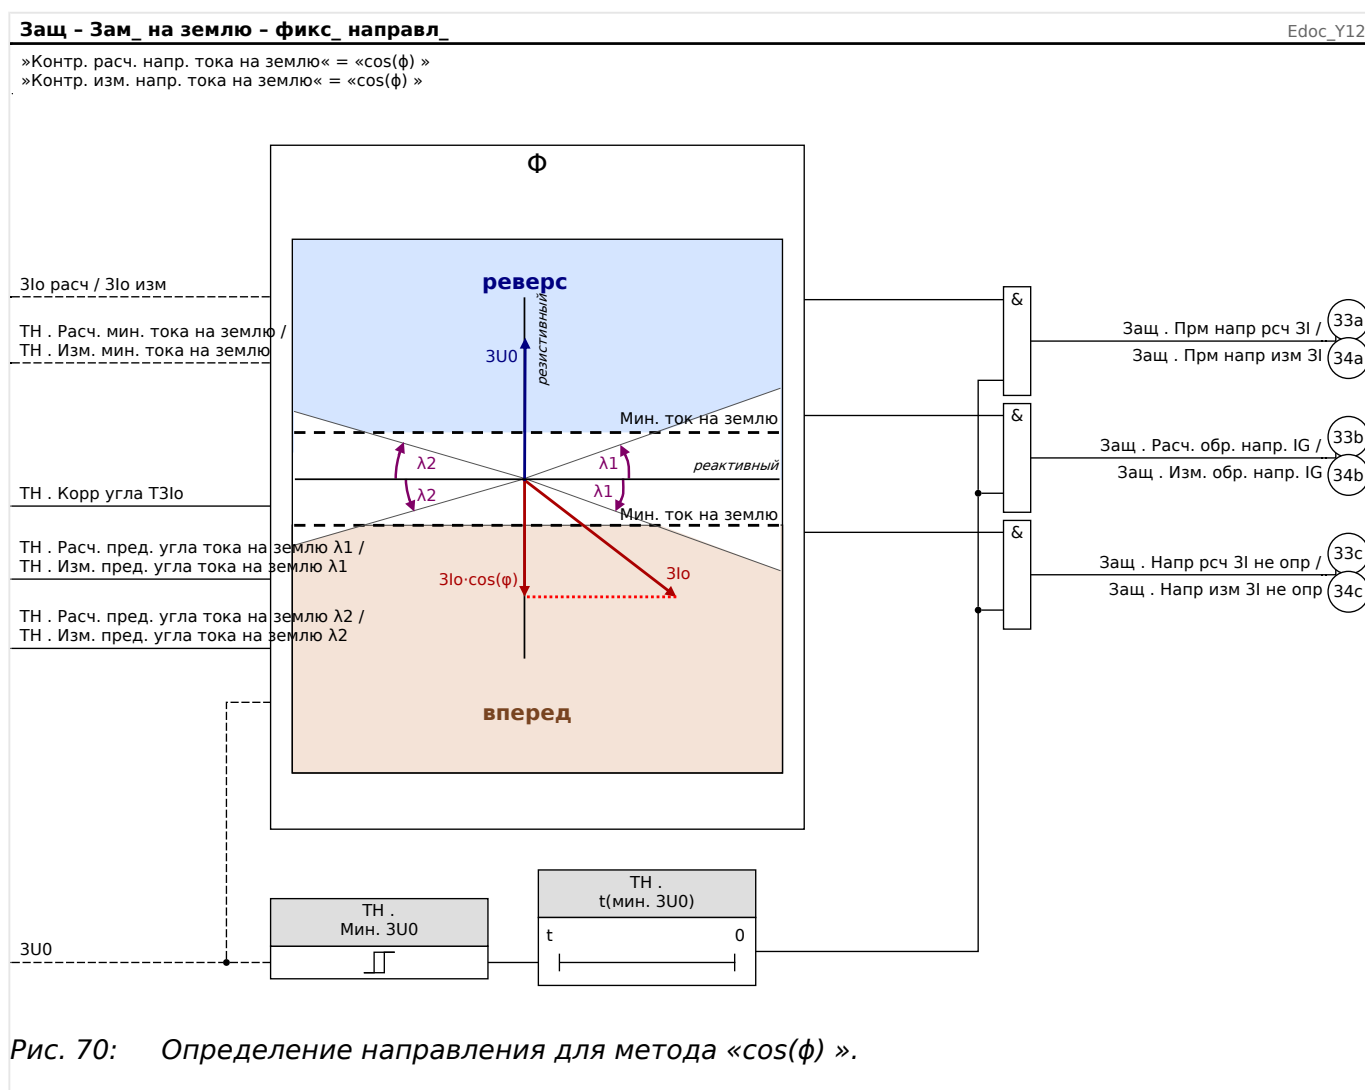 Защ – Зам_ на землю – фикс_ направл_
Edoc_Y12
»Контр. расч. напр. тока на землю« = «cos(ϕ) »
»Контр. изм. напр. тока на землю« = «cos(ϕ) »
Φ
реверс
резистивный
3U0
3Iо расч / 3Iо изм
ТН . Расч. мин. тока на землю /
ТН . Изм. мин. тока на землю
Мин. ток на землю
λ2
λ1
реактивный
λ2
λ1
Мин. ток на землю
ТН . Корр угла Т3Iо
ТН . Расч. пред. угла тока на землю λ1 /
ТН . Изм. пред. угла тока на землю λ1
3Iо·cos(φ)
3Iо
ТН . Расч. пред. угла тока на землю λ2 /
ТН . Изм. пред. угла тока на землю λ2
вперед
&
Защ . Прм напр рсч 3I /
33a
Защ . Прм напр изм 3I
34a
&
Защ . Расч. обр. напр. IG /
33b
Защ . Изм. обр. напр. IG
34b
&
Защ . Напр рсч 3I не опр /
33c
Защ . Напр изм 3I не опр
34c
ТН .
t(мин. 3U0)
t
0
ТН .
Мин. 3U0
3U0
Рис. 70: Определение направления для метода «cos(ϕ) ».